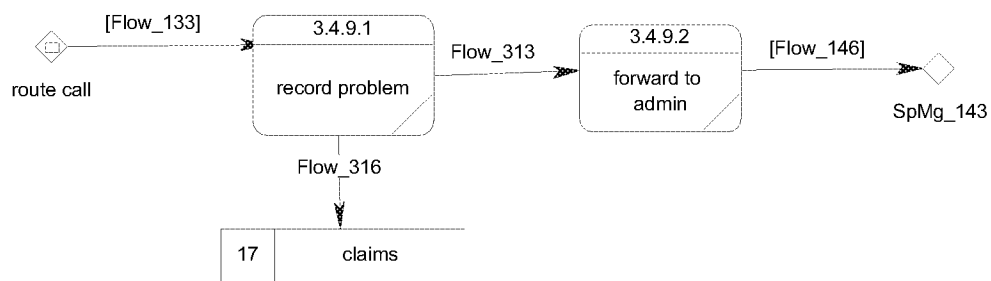 [Flow_133]
route call
3.4.9.1
record problem
Flow_313
3.4.9.2
forward to
admin
[Flow_146]
SpMg_143
Flow_316
17
claims